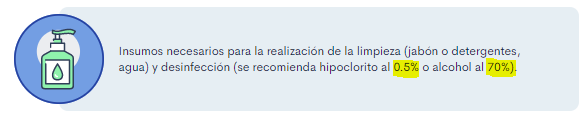 Insumos necesarios para la realización de la limpieza (jabón o detergentes,
agua) y desinfección (se recomienda hipoclorito al 0.5% o alcohol al 70%).